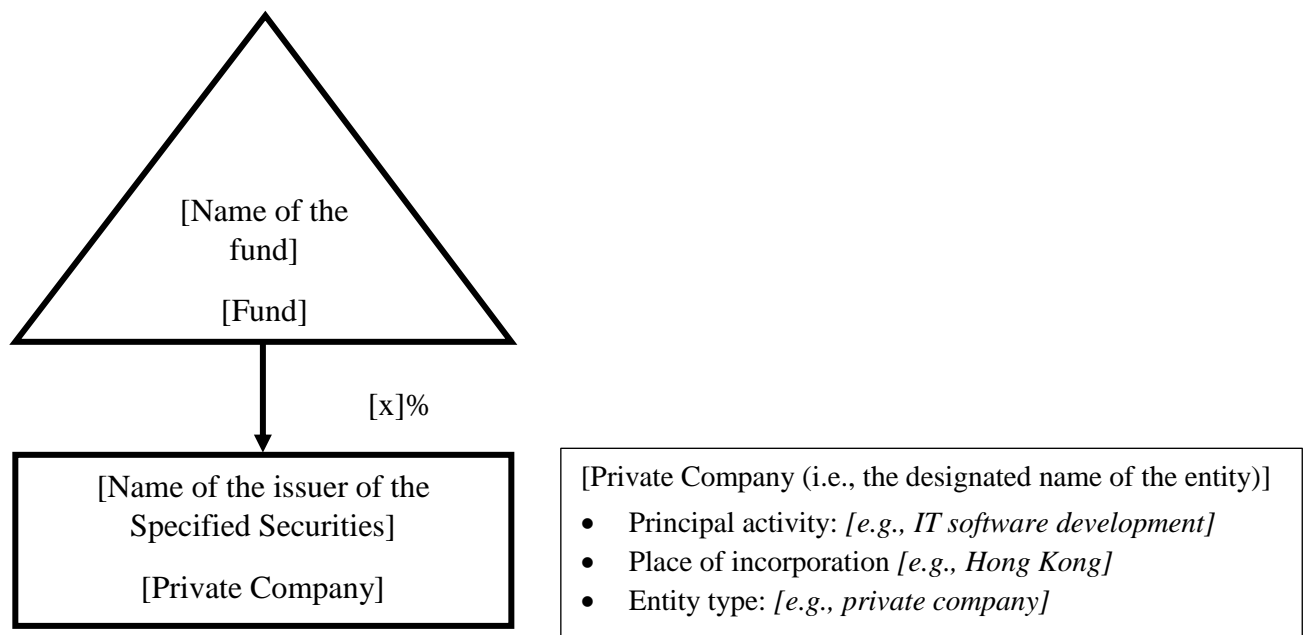 [Name of the
fund]
[Fund]
[x]%
[Name of the issuer of the
Specified Securities]
[Private Company]
[Private Company (i.e., the designated name of the entity)]
• Principal activity: [e.g., IT software development]
• Place of incorporation [e.g., Hong Kong]
• Entity type: [e.g., private company]